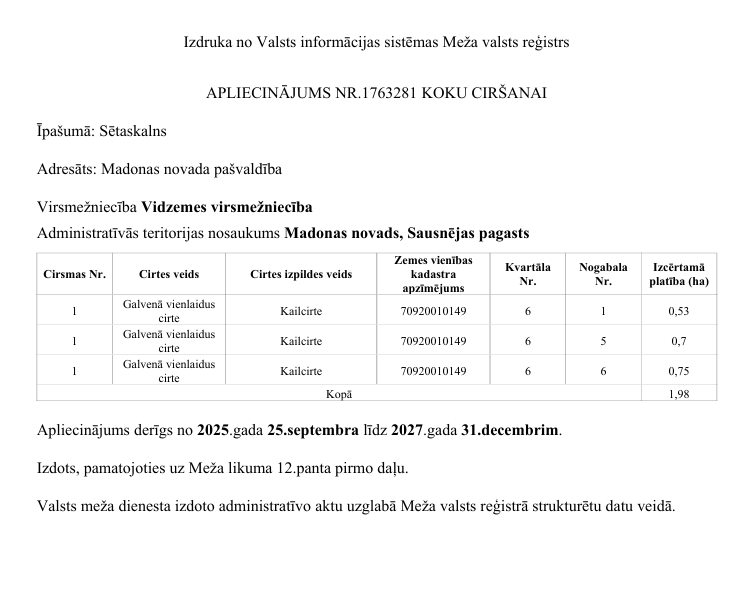 Izdruka no Valsts informācijas sistēmas Meža valsts reģistrs
APLIECINĀJUMS NR.1763281 KOKU CIRŠANAI
Īpašumā: Sētaskalns
Adresāts: Madonas novada pašvaldība
Virsmežniecība Vidzemes virsmežniecība
Administratīvās teritorijas nosaukums Madonas novads, Sausnējas pagasts
Cirsmas Nr. Cirtes veids Cirtes izpildes veids Zemes vienības kadastra apzīmējums Kvartāla Nr. Nogabala Nr. Izcērtamā platība (ha)
1 Galvenā vienlaidus cirte Kailcirte 70920010149 6 1 0,53
1 Galvenā vienlaidus cirte Kailcirte 70920010149 6 5 0,7
1 Galvenā vienlaidus cirte Kailcirte 70920010149 6 6 0,75
Kopā 1,98
Apliecinājums derīgs no 2025.gada 25.septembra līdz 2027.gada 31.decembrim.
Izdots, pamatojoties uz Meža likuma 12.panta pirmo daļu.
Valsts meža dienesta izdoto administratīvo aktu uzglabā Meža valsts reģistrā strukturētu datu veidā.